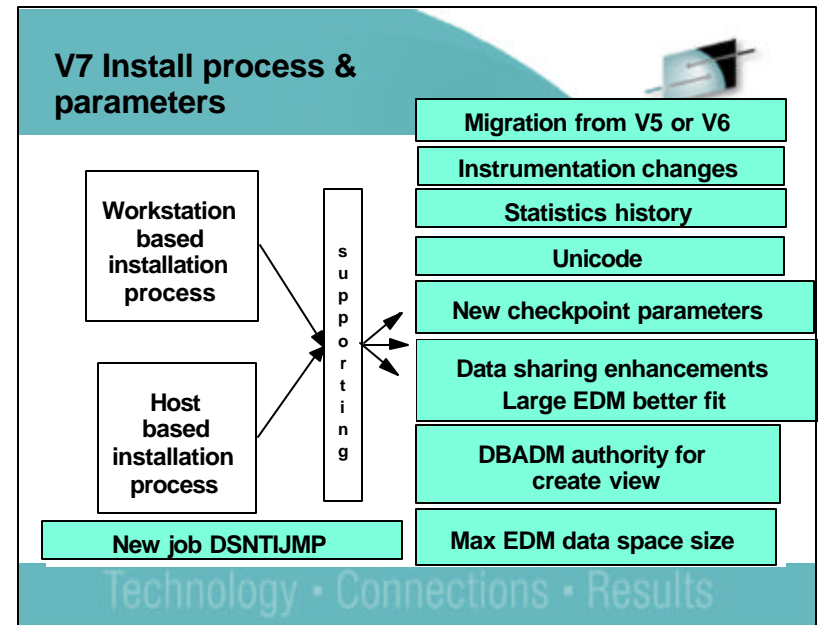 V7 Install process &
parameters
Workstation
based
installation
process
Host
based
installation
process
supporting
Migration from V5 or V6
Instrumentation changes
Statistics history
Unicode
New checkpoint parameters
Data sharing enhancements
Large EDM better fit
DBADM authority for
create view
New job DSNTIJMP
Max EDM data space size
Technology • Connections • Results